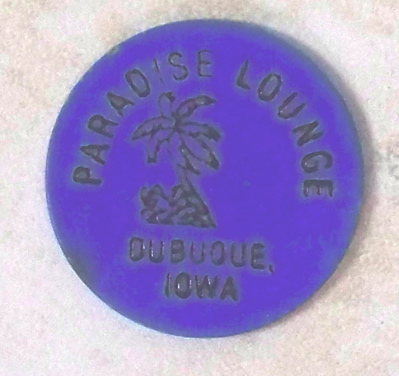 PARADISE LOUNGE
DUBUQUE,
IOWA